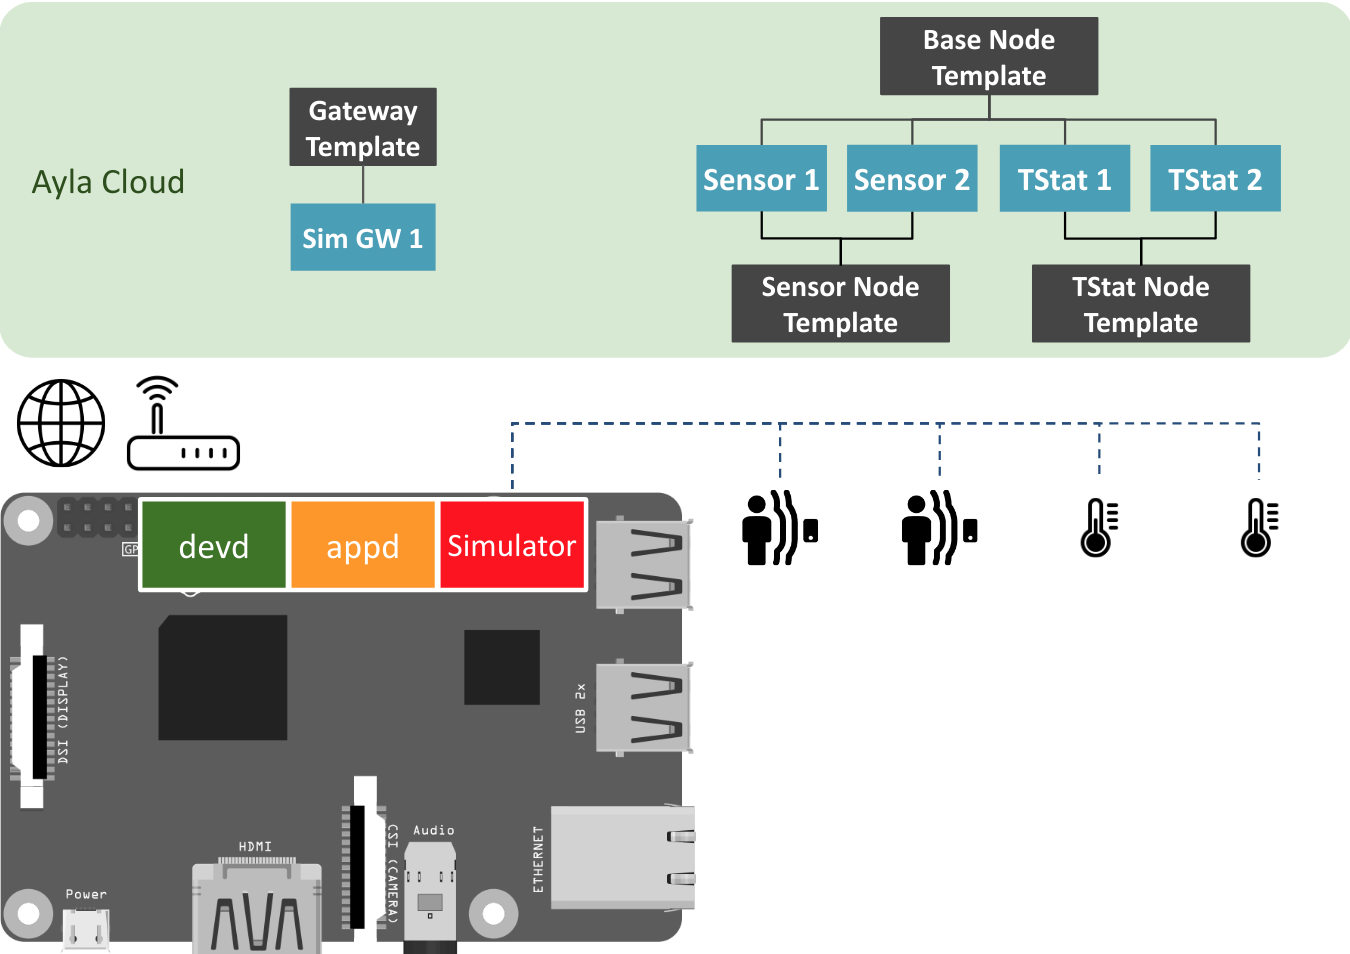 Base Node
Template
Gateway
Template
Ayla Cloud
Sensor 1
Sensor 2
TStat 1
TStat 2
Sim GW 1
Sensor Node
Template
TStat Node
Template
devd
appd
Simulator
GP
DSI (DISPLAY)
USB 2x
HDMI
CSI (CAMERA)
Audio
ETHERNET
Power